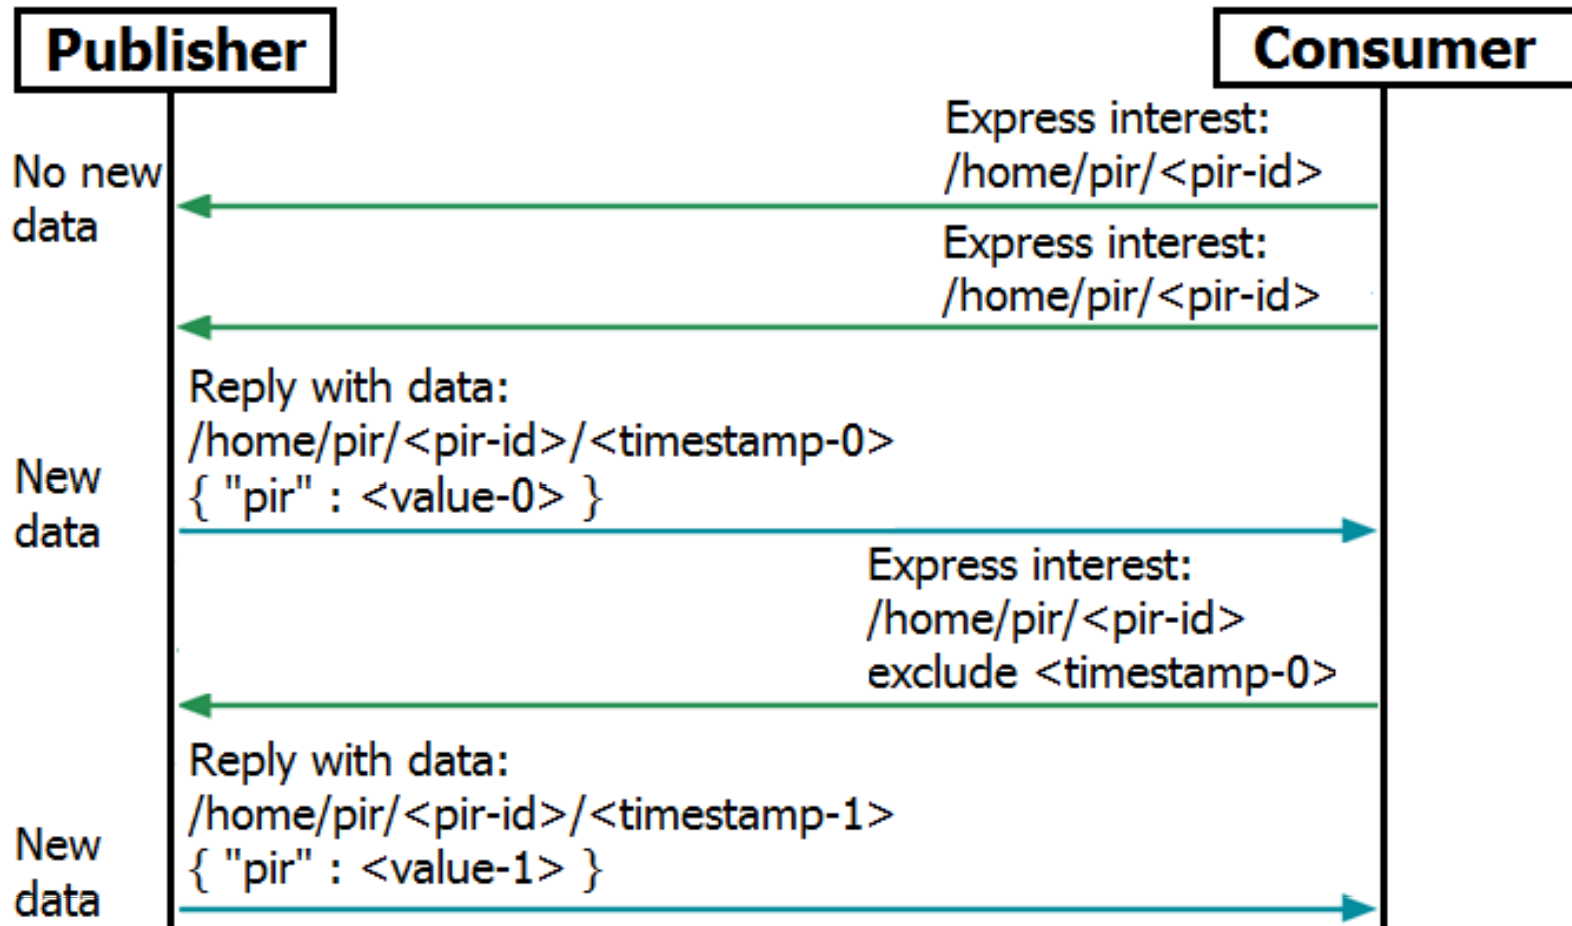 Publisher
Consumer
Express interest:
/home/pir/<pir-id>
No new
data
Express interest:
/home/pir/<pir-id>
Reply with data:
/home/pir/<pir-id>/<timestamp-0>
{ "pir" : <value-0> }
New
data
Express interest:
/home/pir/<pir-id>
exclude <timestamp-0>
Reply with data:
/home/pir/<pir-id>/<timestamp-1>
{ "pir" : <value-1> }
New
data